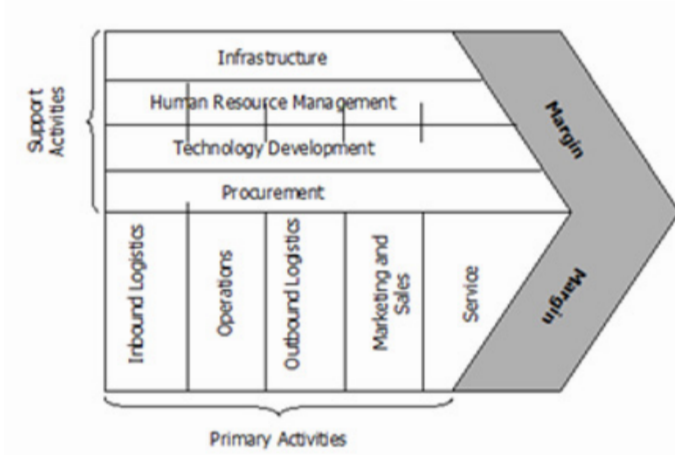 Support
Activities
Infrastructure
Human Resource Management
Technology Development
Procurement
Inbound Logistics
Operations
Outbound Logistics
Marketing and
Sales
Service
Margin
Margin
Primary Activities